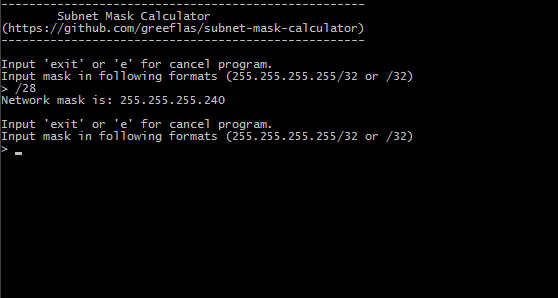 ----------------------------------------------------
Subnet Mask Calculator
(https://github.com/greeflas/subnet-mask-calculator)
----------------------------------------------------
Input 'exit' or 'e' for cancel program.
Input mask in following formats (255.255.255.255/32 or /32)
> /28
Network mask is: 255.255.255.240
Input 'exit' or 'e' for cancel program.
Input mask in following formats (255.255.255.255/32 or /32)
> _